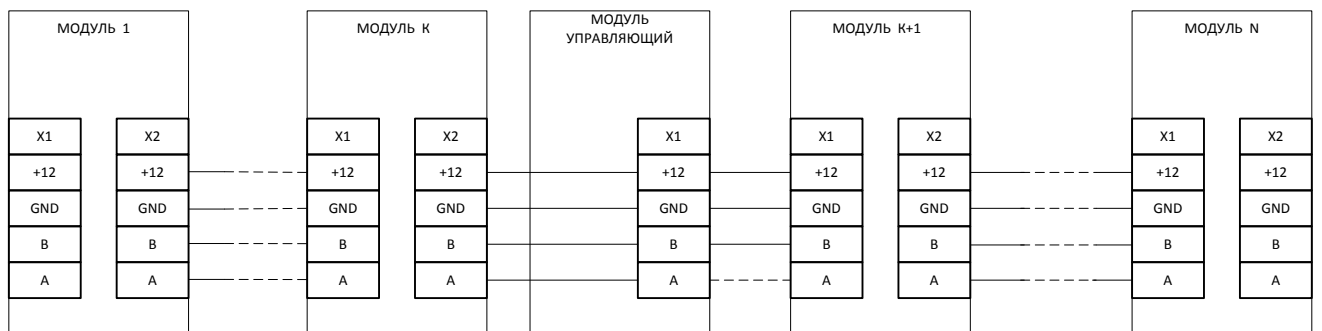 МОДУЛЬ 1
МОДУЛЬ К
МОДУЛЬ
УПРАВЛЯЮЩИЙ
МОДУЛЬ К+1
МОДУЛЬ N
X1 X2 X1 X2 X1 X1 X2 X1 X2
+12 +12 +12 +12 +12 +12 +12 +12 +12
GND GND GND GND GND GND GND GND GND
B B B B B B B B B
A A A A A A A A A